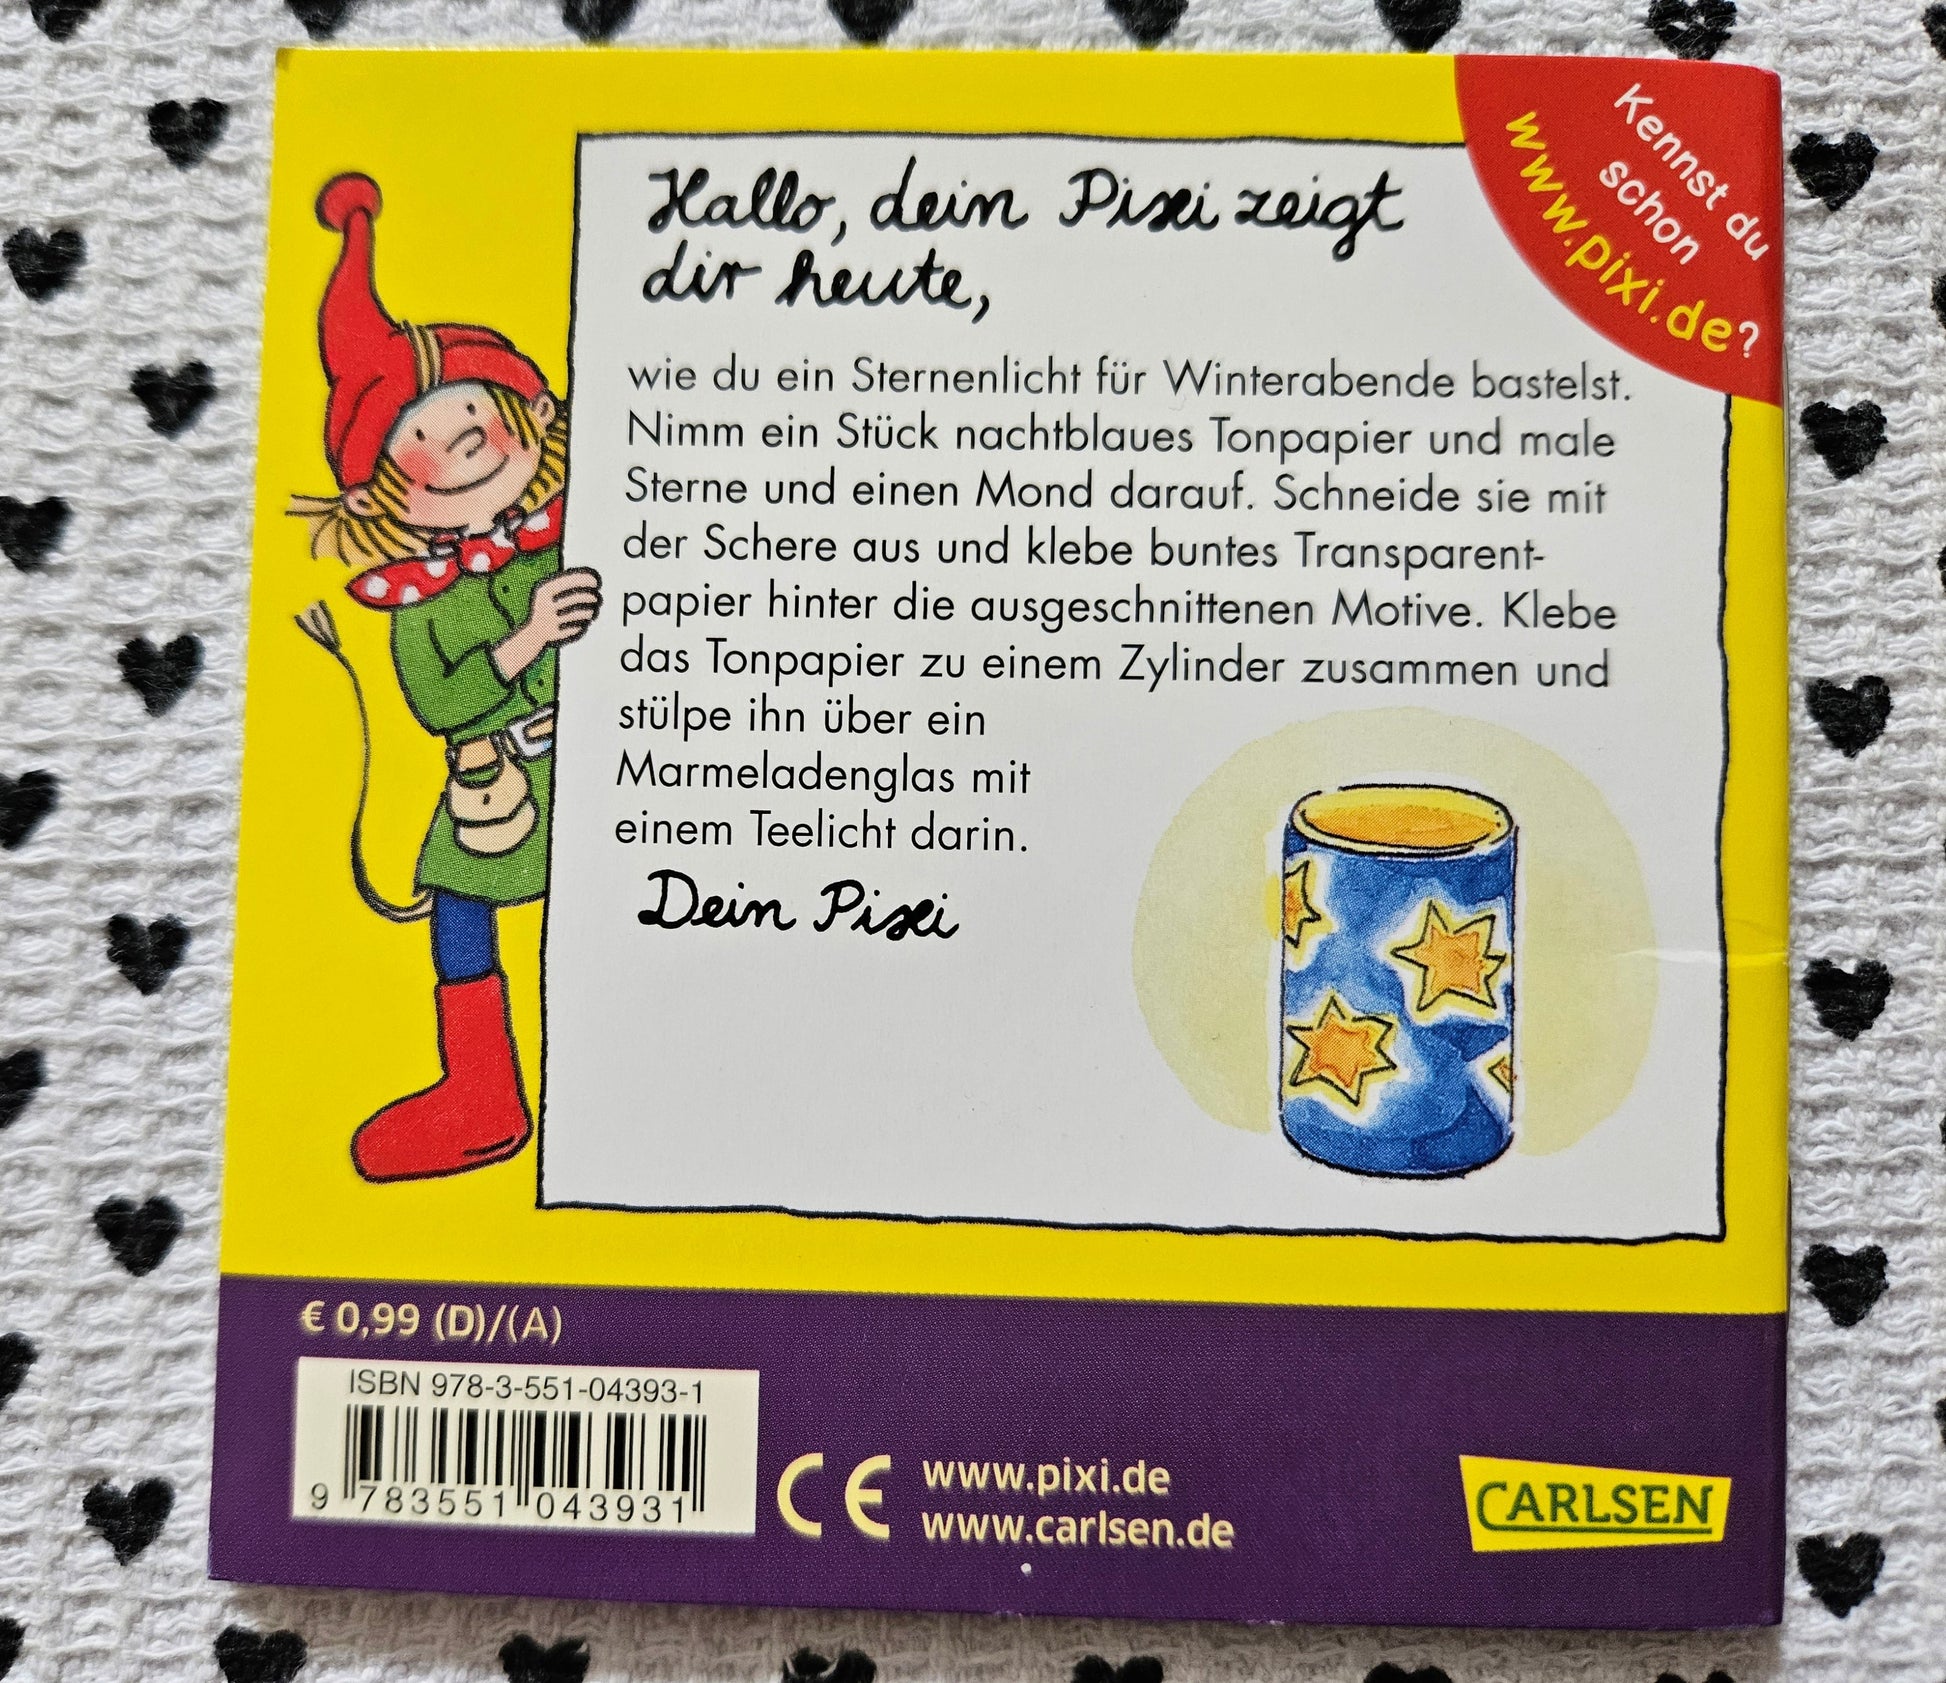 Kennst du
schon
www.pixi.de?
Hallo, dein Pixi zeigt
dir heute,
wie du ein Sternenlicht für Winterabende bastelst.
Nimm ein Stück nachtblaues Tonpapier und male
Sterne und einen Mond darauf. Schneide sie mit
der Schere aus und klebe buntes Transparent-
papier hinter die ausgeschnittenen Motive. Klebe
das Tonpapier zu einem Zylinder zusammen und
stülpe ihn über ein
Marmeladenglas mit
einem Teelicht darin.
Dein Pixi
€ 0,99 (D)/(A)
ISBN 978-3-551-04393-1
9 783551 043931
CE
www.pixi.de
www.carlsen.de
CARLSEN